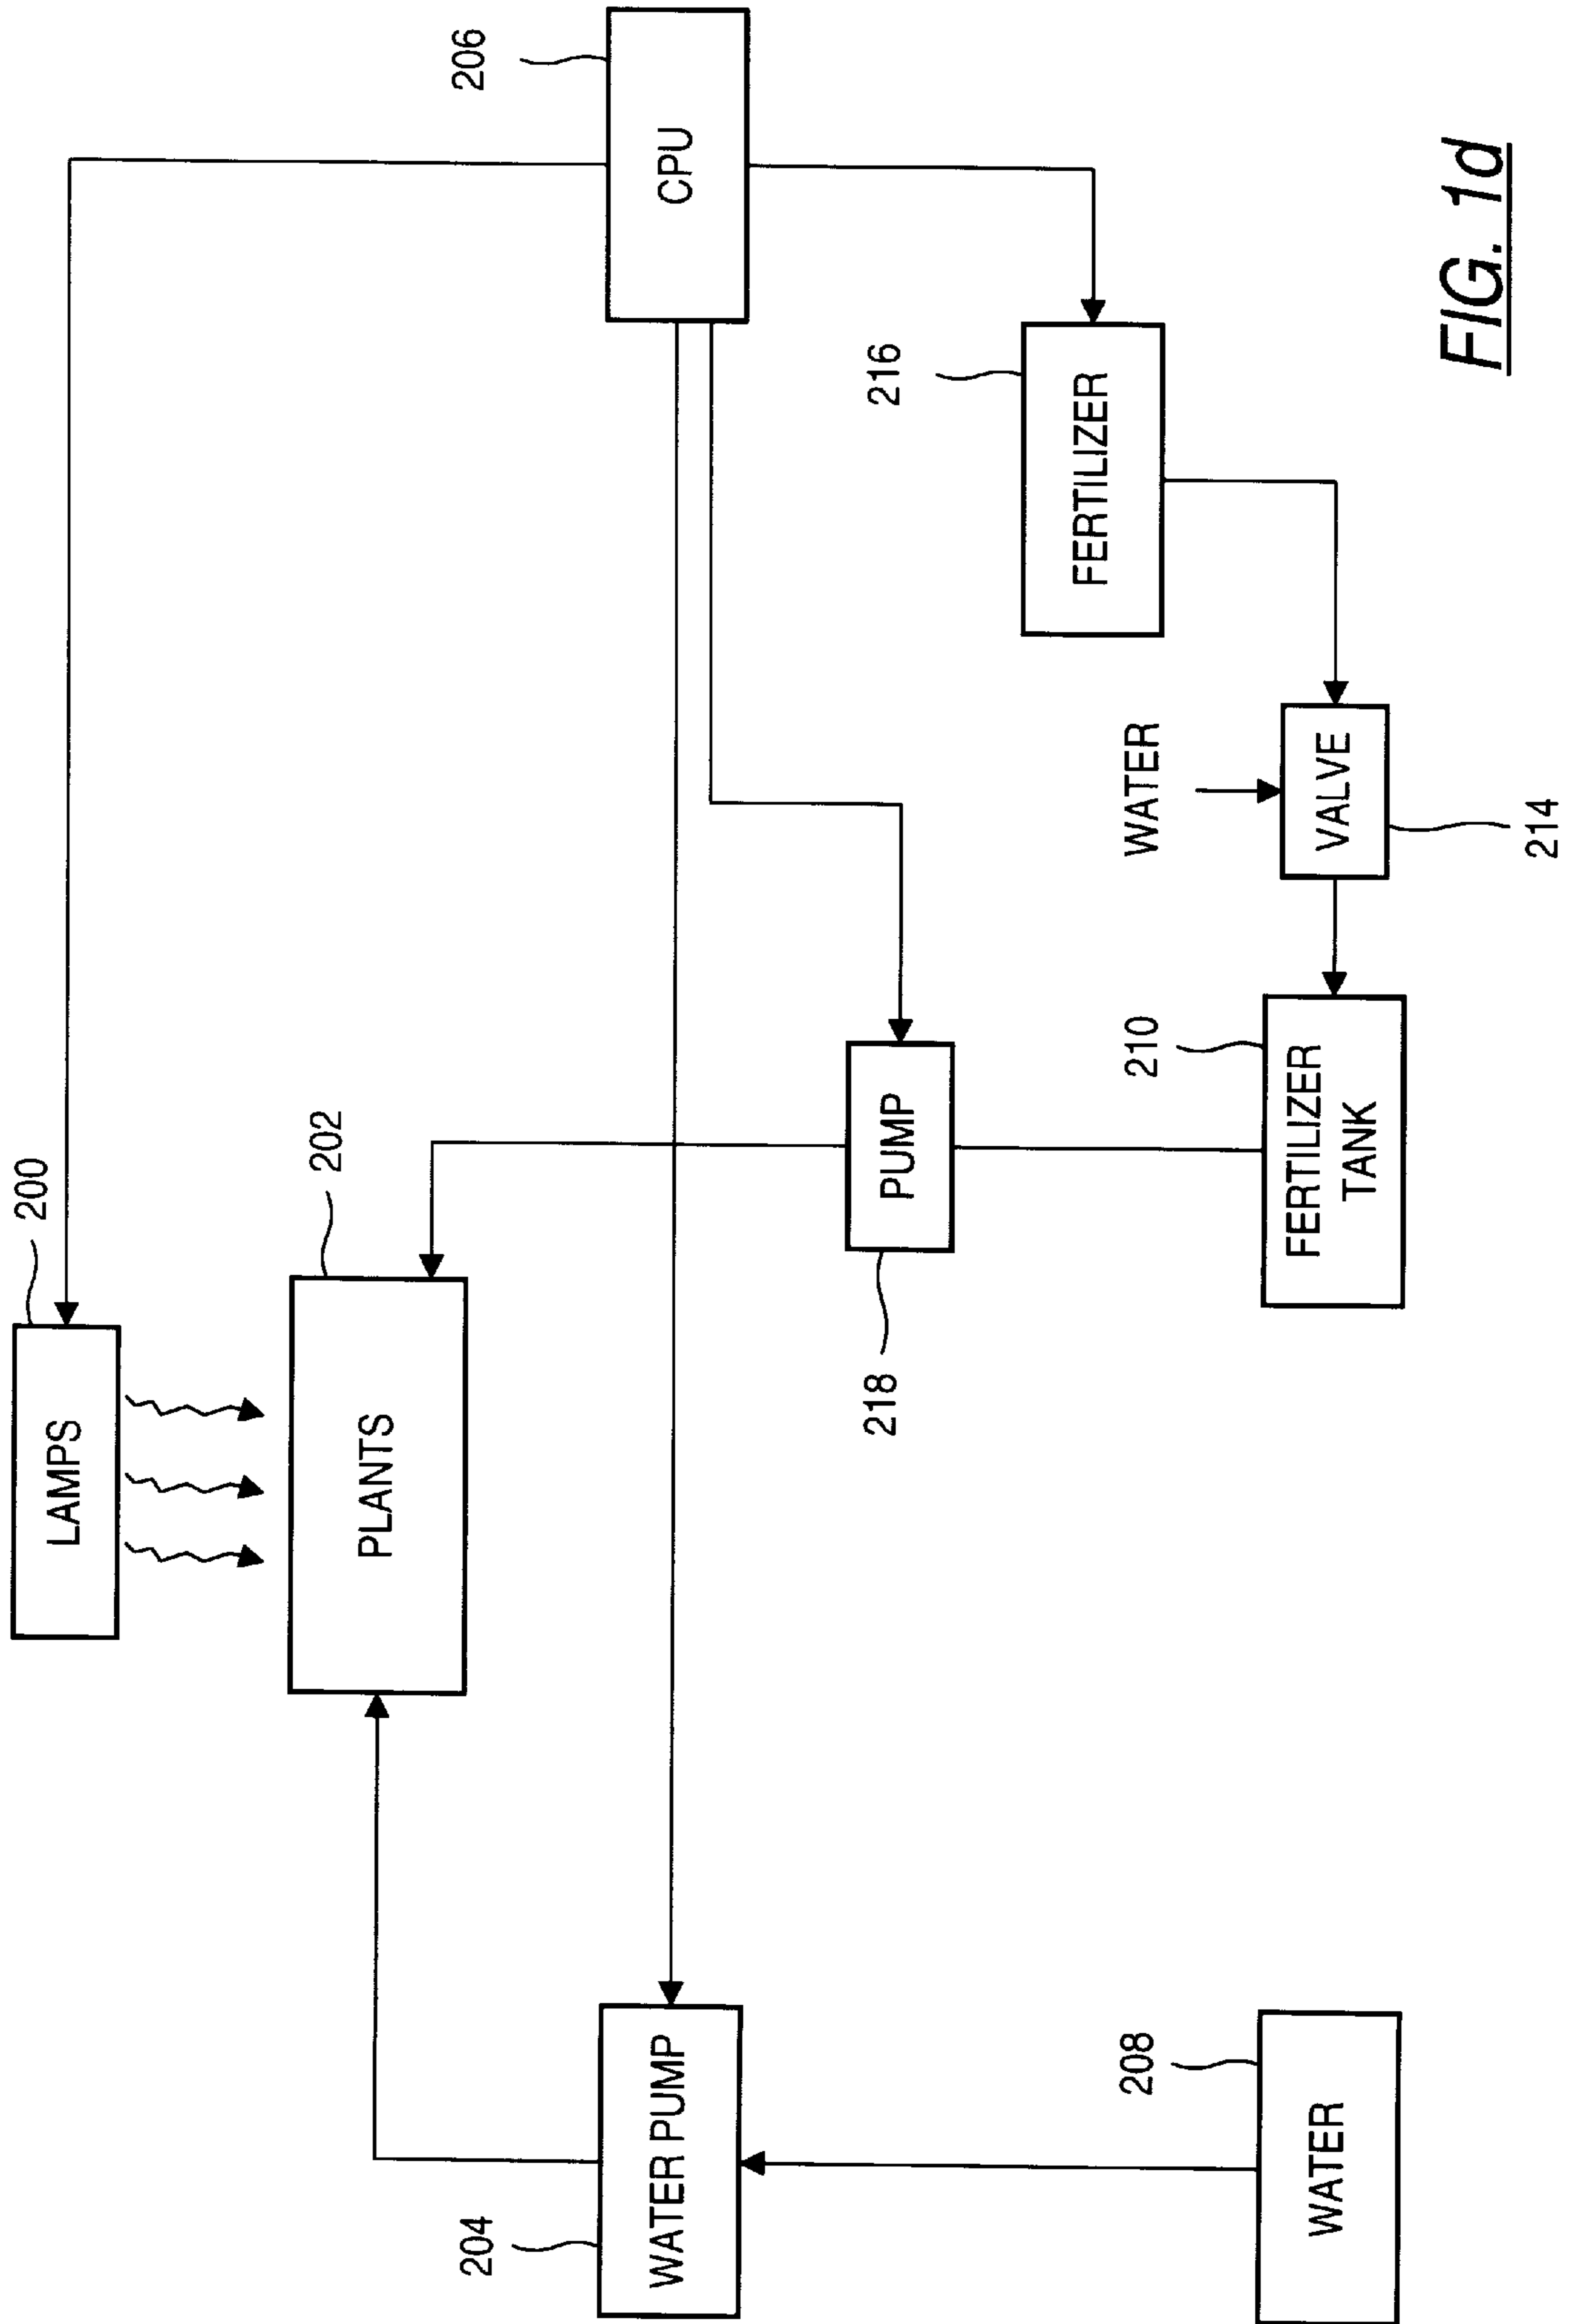 200
LAMPS
202
PLANTS
204
206
WATER PUMP
CPU
218
PUMP
216
FERTILIZER
208
210
WATER
WATER
FERTILIZER
TANK
VALVE
214
FIG. 1d